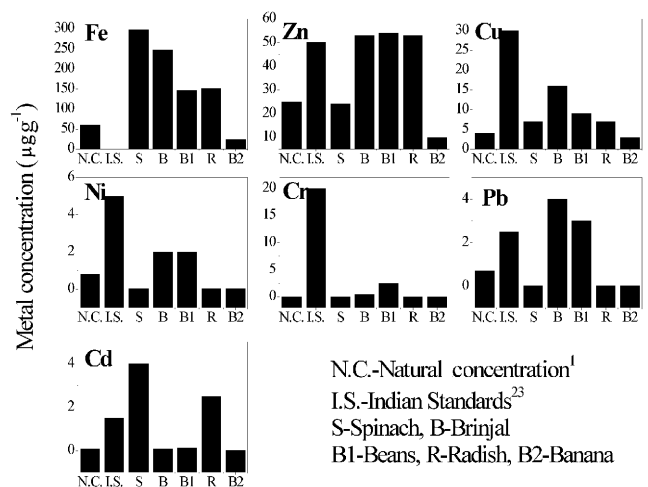 Metal concentration (µgg-1)
Fe
300
250
200
150
100
50
0
N.C. I.S. S B B1 R B2
Zn
60
50
40
30
20
10
N.C. I.S. S B B1 R B2
Cu
30
25
20
15
10
5
0
N.C. I.S. S B B1 R B2
Ni
6
4
2
0
N.C. I.S. S B B1 R B2
Cr
20
15
10
5
0
N.C. I.S. S B B1 R B2
Pb
4
2
0
N.C. I.S. S B B1 R B2
Cd
4
2
0
N.C. I.S. S B B1 R B2
N.C.-Natural concentration1
I.S.-Indian Standards23
S-Spinach, B-Brinjal
B1-Beans, R-Radish, B2-Banana